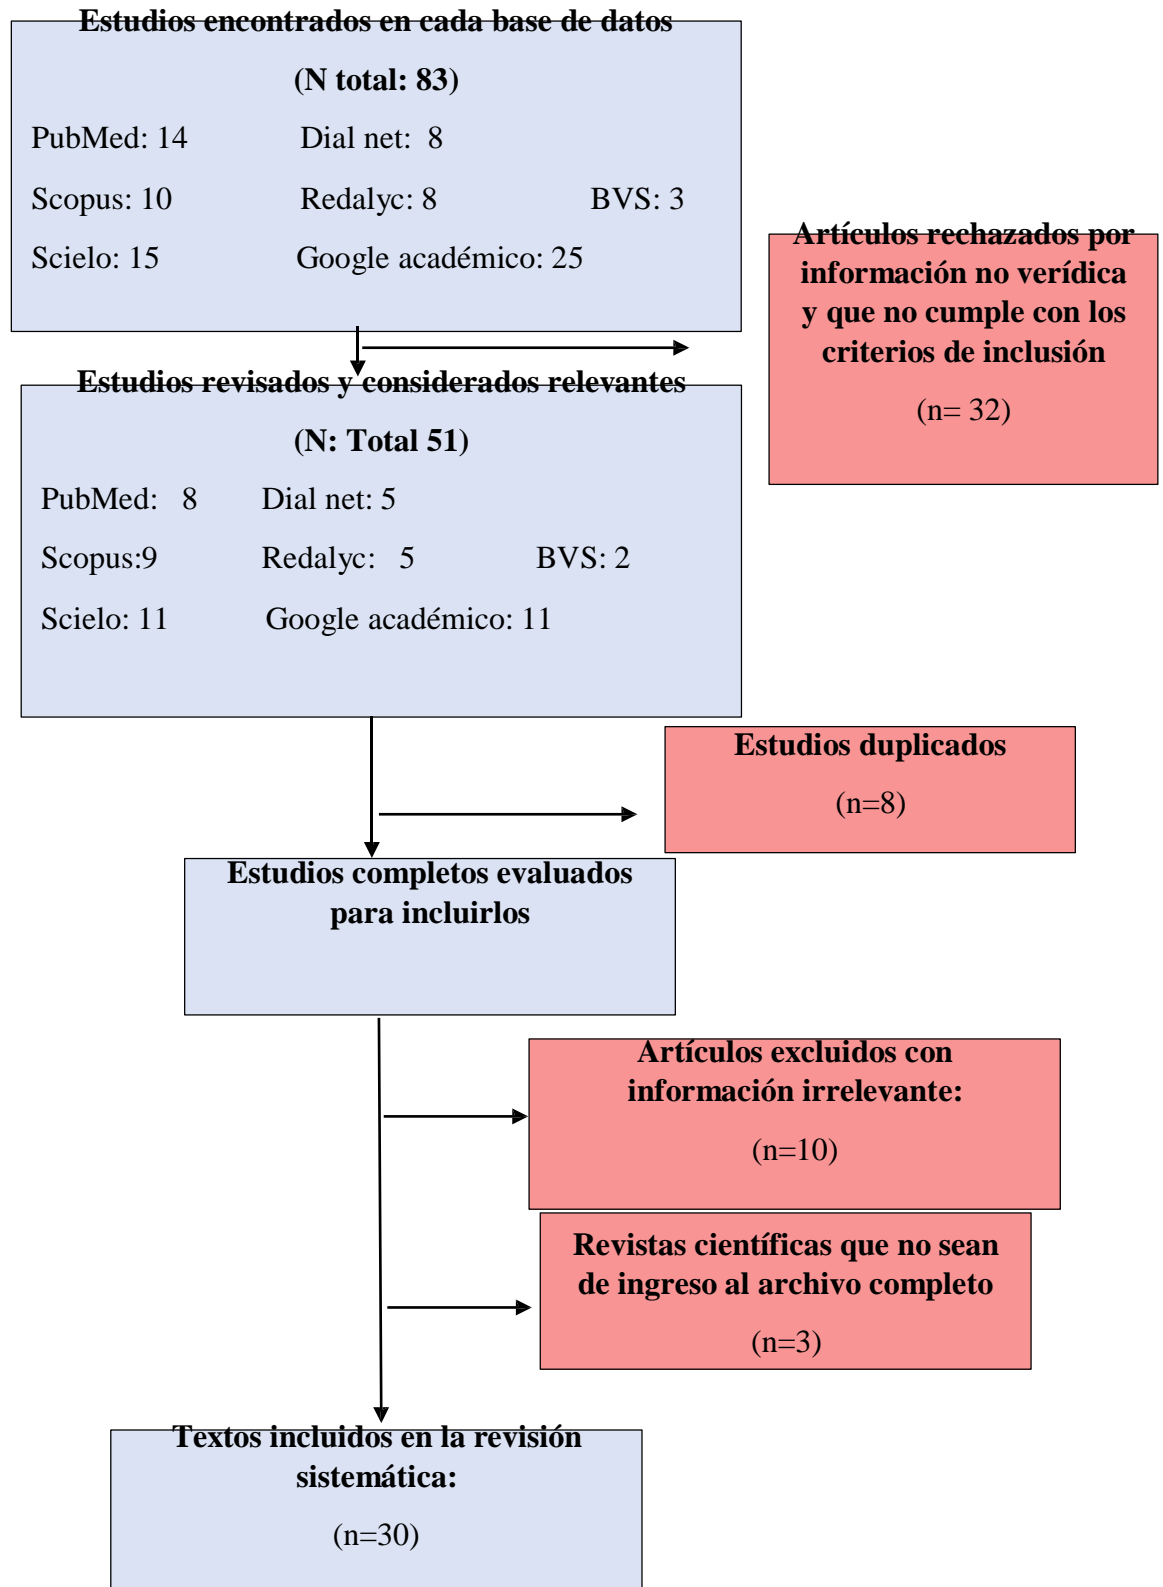 Estudios encontrados en cada base de datos
(N total: 83)
PubMed: 14 Dial net: 8
Scopus: 10 Redalyc: 8 BVS: 3
Scielo: 15 Google académico: 25
Artículos rechazados por
información no verídica
y que no cumple con los
criterios de inclusión
(n= 32)
Estudios revisados y considerados relevantes
(N: Total 51)
PubMed: 8 Dial net: 5
Scopus:9 Redalyc: 5 BVS: 2
Scielo: 11 Google académico: 11
Estudios duplicados
(n=8)
Estudios completos evaluados
para incluirlos
Artículos excluidos con
información irrelevante:
(n=10)
Revistas científicas que no sean
de ingreso al archivo completo
(n=3)
Textos incluidos en la revisión
sistemática:
(n=30)